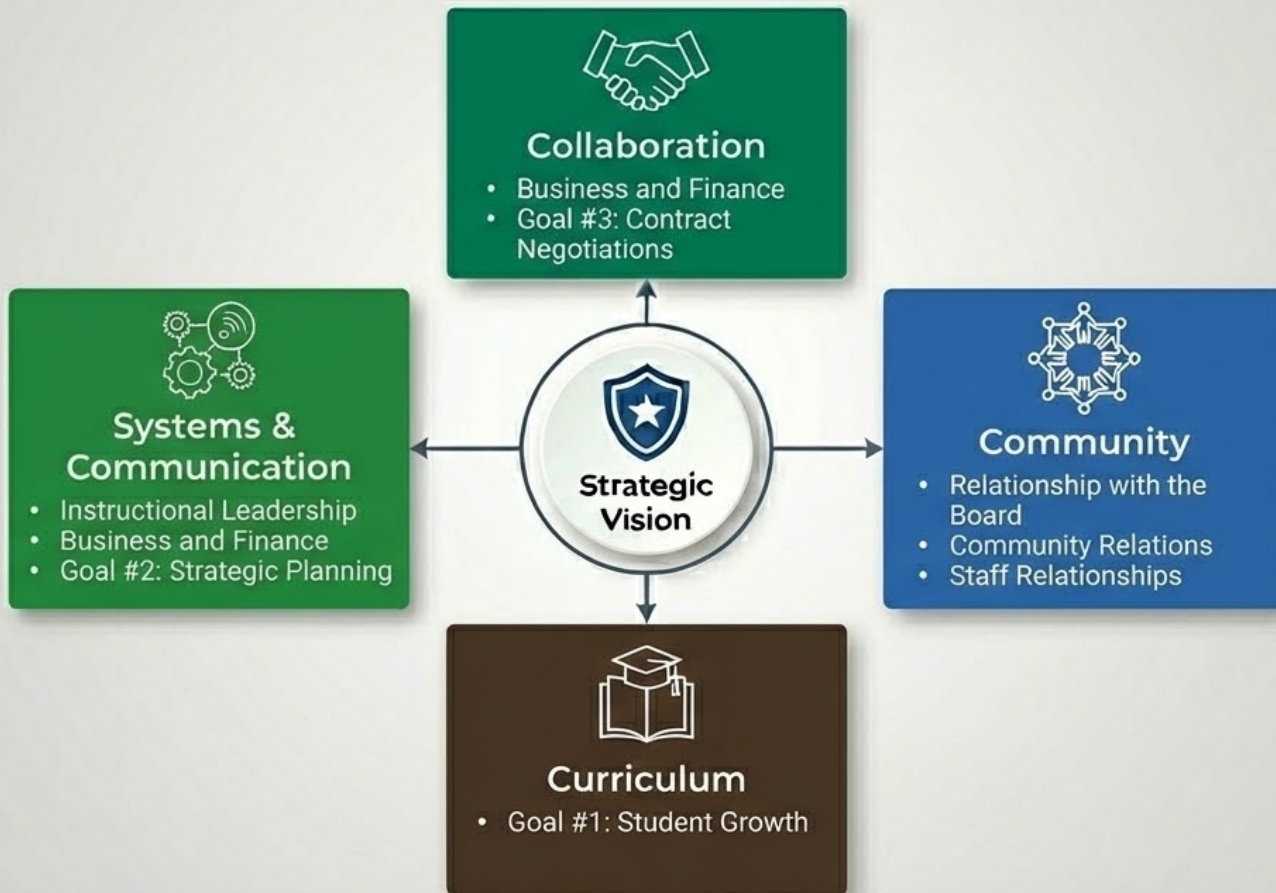 Collaboration
• Business and Finance
• Goal #3: Contract
Negotiations
Systems &
Communication
• Instructional Leadership
• Business and Finance
• Goal #2: Strategic Planning
Strategic
Vision
Community
• Relationship with the
Board
• Community Relations
• Staff Relationships
Curriculum
• Goal #1: Student Growth